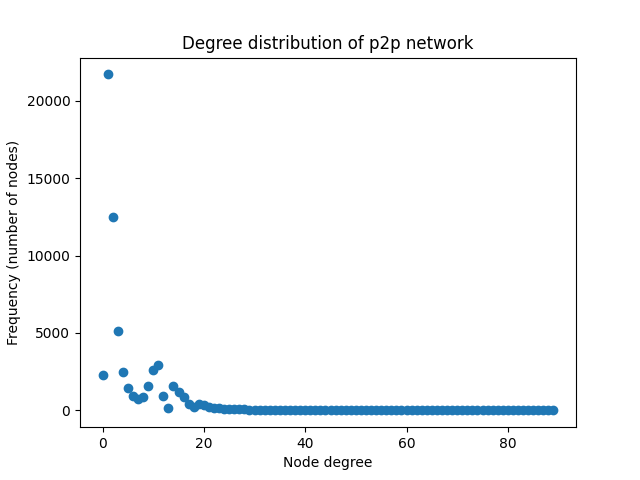 Degree distribution of p2p network
Frequency (number of nodes)
20000
15000
10000
5000
0
0 20 40 60 80
Node degree